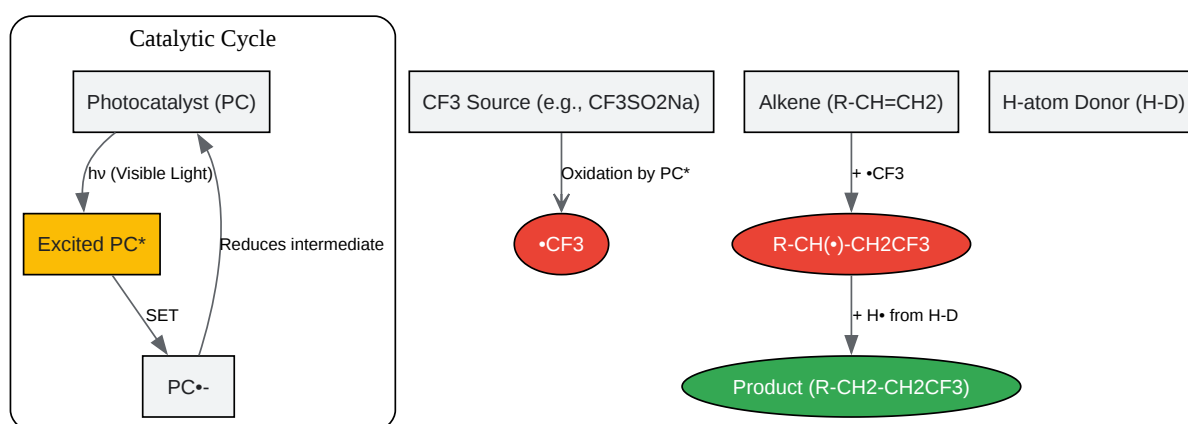 Catalytic Cycle
Photocatalyst (PC)
CF3 Source (e.g., CF3SO2Na)
Alkene (R-CH=CH2)
H-atom Donor (H-D)
hν (Visible Light)
Oxidation by PC*
+ •CF3
Excited PC*
Reduces intermediate
•CF3
R-CH(•)-CH2CF3
SET
+ H• from H-D
PC•-
Product (R-CH2-CH2CF3)